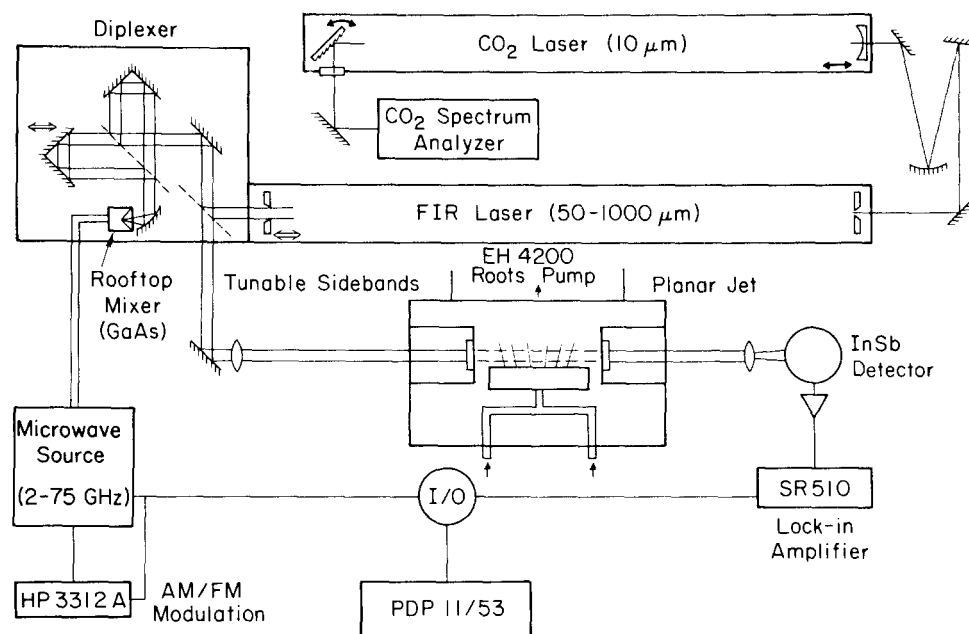 Diplexer
CO2 Laser (10 μm)
CO2 Spectrum
Analyzer
FIR Laser (50-1000 μm)
EH 4200
Roots Pump
Tunable Sidebands
Planar Jet
Rooftop
Mixer
(GaAs)
InSb
Detector
Microwave
Source
(2-75 GHz)
I/O
SR510
Lock-in
Amplifier
HP 3312A
AM/FM
Modulation
PDP 11/53